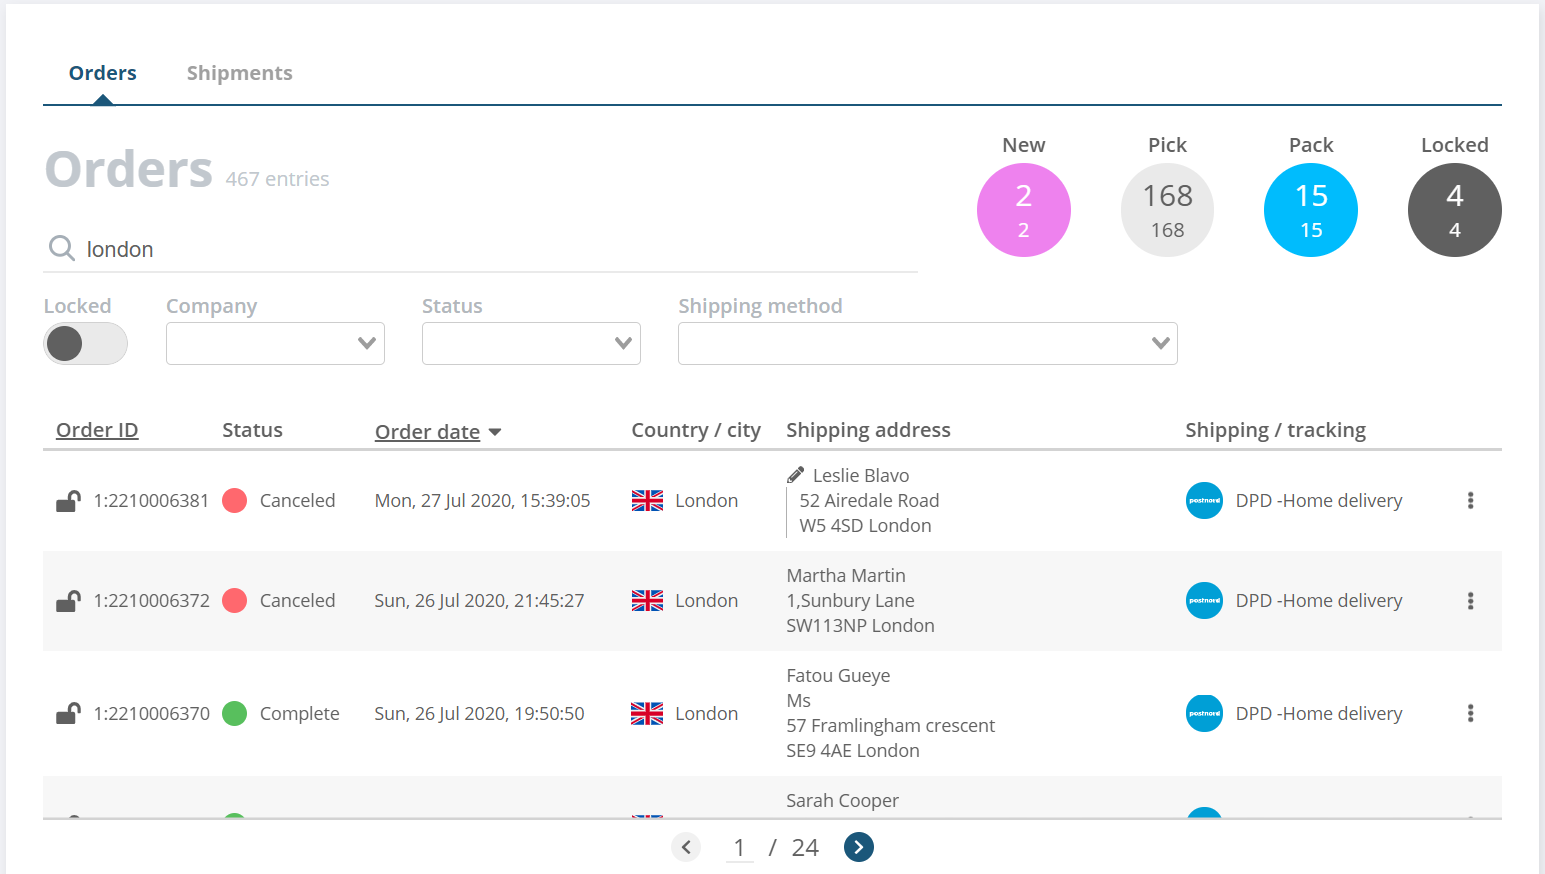 Orders Shipments
Orders 467 entries
New Pick Pack Locked
2 168 15 4
2 168 15 4
london
Locked Company Status Shipping method
Order ID Status Order date Country / city Shipping address Shipping / tracking
1:2210006381 Canceled Mon, 27 Jul 2020, 15:39:05 London Leslie Blavo
52 Airedale Road
W5 4SD London
postnord DPD -Home delivery
1:2210006372 Canceled Sun, 26 Jul 2020, 21:45:27 London Martha Martin
1,Sunbury Lane
SW113NP London
postnord DPD -Home delivery
1:2210006370 Complete Sun, 26 Jul 2020, 19:50:50 London Fatou Gueye
Ms
57 Framlingham crescent
SE9 4AE London
postnord DPD -Home delivery
Sarah Cooper
1 / 24